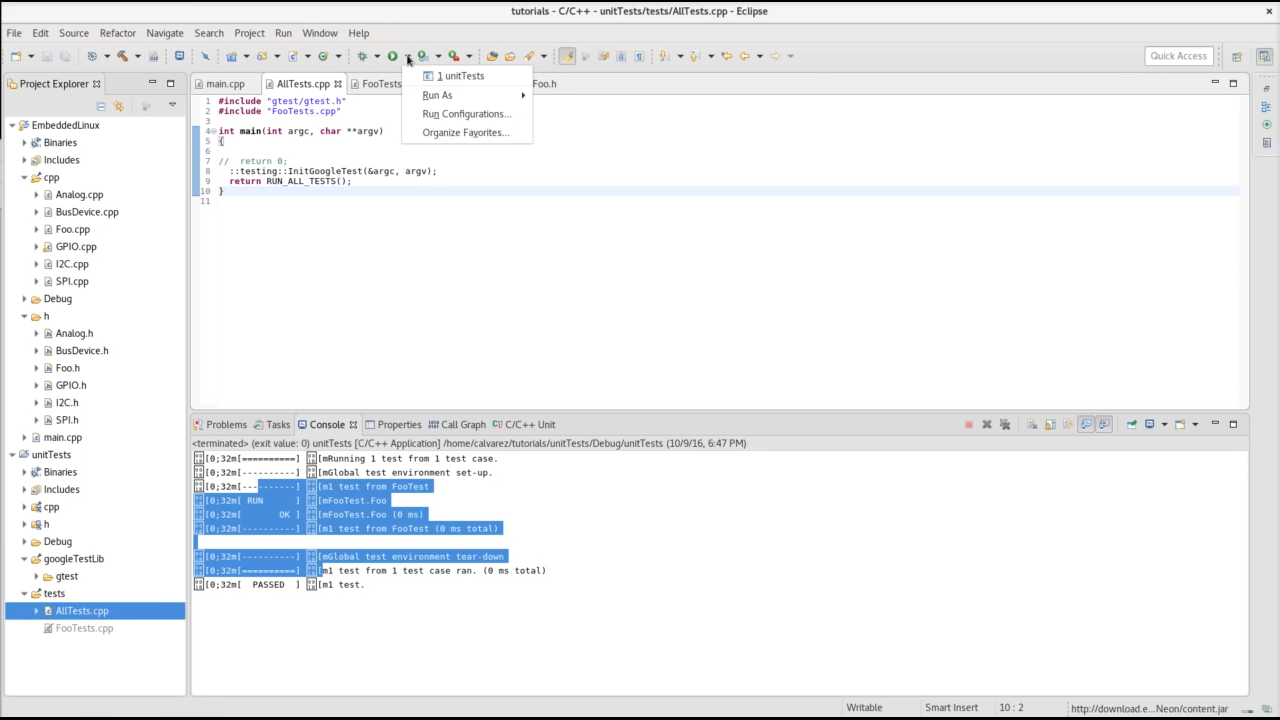 tutorials - C/C++ - unitTests/tests/AllTests.cpp - Eclipse
File Edit Source Refactor Navigate Search Project Run Window Help
Quick Access
Project Explorer
EmbeddedLinux
Binaries
Includes
cpp
Analog.cpp
BusDevice.cpp
Foo.cpp
GPIO.cpp
I2C.cpp
SPI.cpp
Debug
h
Analog.h
BusDevice.h
Foo.h
GPIO.h
I2C.h
SPI.h
main.cpp
unitTests
Binaries
Includes
cpp
h
Debug
googleTestLib
gtest
tests
AllTests.cpp
FooTests.cpp
main.cpp AllTests.cpp FooTests Foo.h
1 unitTests
Run As
Run Configurations...
Organize Favorites...
1 #include "gtest/gtest.h"
2 #include "FooTests.cpp"
3
4 int main(int argc, char **argv)
5 {
6
7 //  return 0;
8   ::testing::InitGoogleTest(&argc, argv);
9   return RUN_ALL_TESTS();
10 }
11
Problems Tasks Console Properties Call Graph C/C++ Unit
<terminated> (exit value: 0) unitTests [C/C++ Application] /home/calvarez/tutorials/unitTests/Debug/unitTests (10/9/16, 6:47 PM)
[0;32m[==========] [mRunning 1 test from 1 test case.
[0;32m[----------] [mGlobal test environment set-up.
[0;32m[----------] [m1 test from FooTest
[0;32m[ RUN      ] [mFooTest.Foo
[0;32m[       OK ] [mFooTest.Foo (0 ms)
[0;32m[----------] [m1 test from FooTest (0 ms total)
[0;32m[----------] [mGlobal test environment tear-down
[0;32m[==========] [m1 test from 1 test case ran. (0 ms total)
[0;32m[  PASSED  ] [m1 test.
Writable Smart Insert 10 : 2 http://download.e...Neon/content.jar